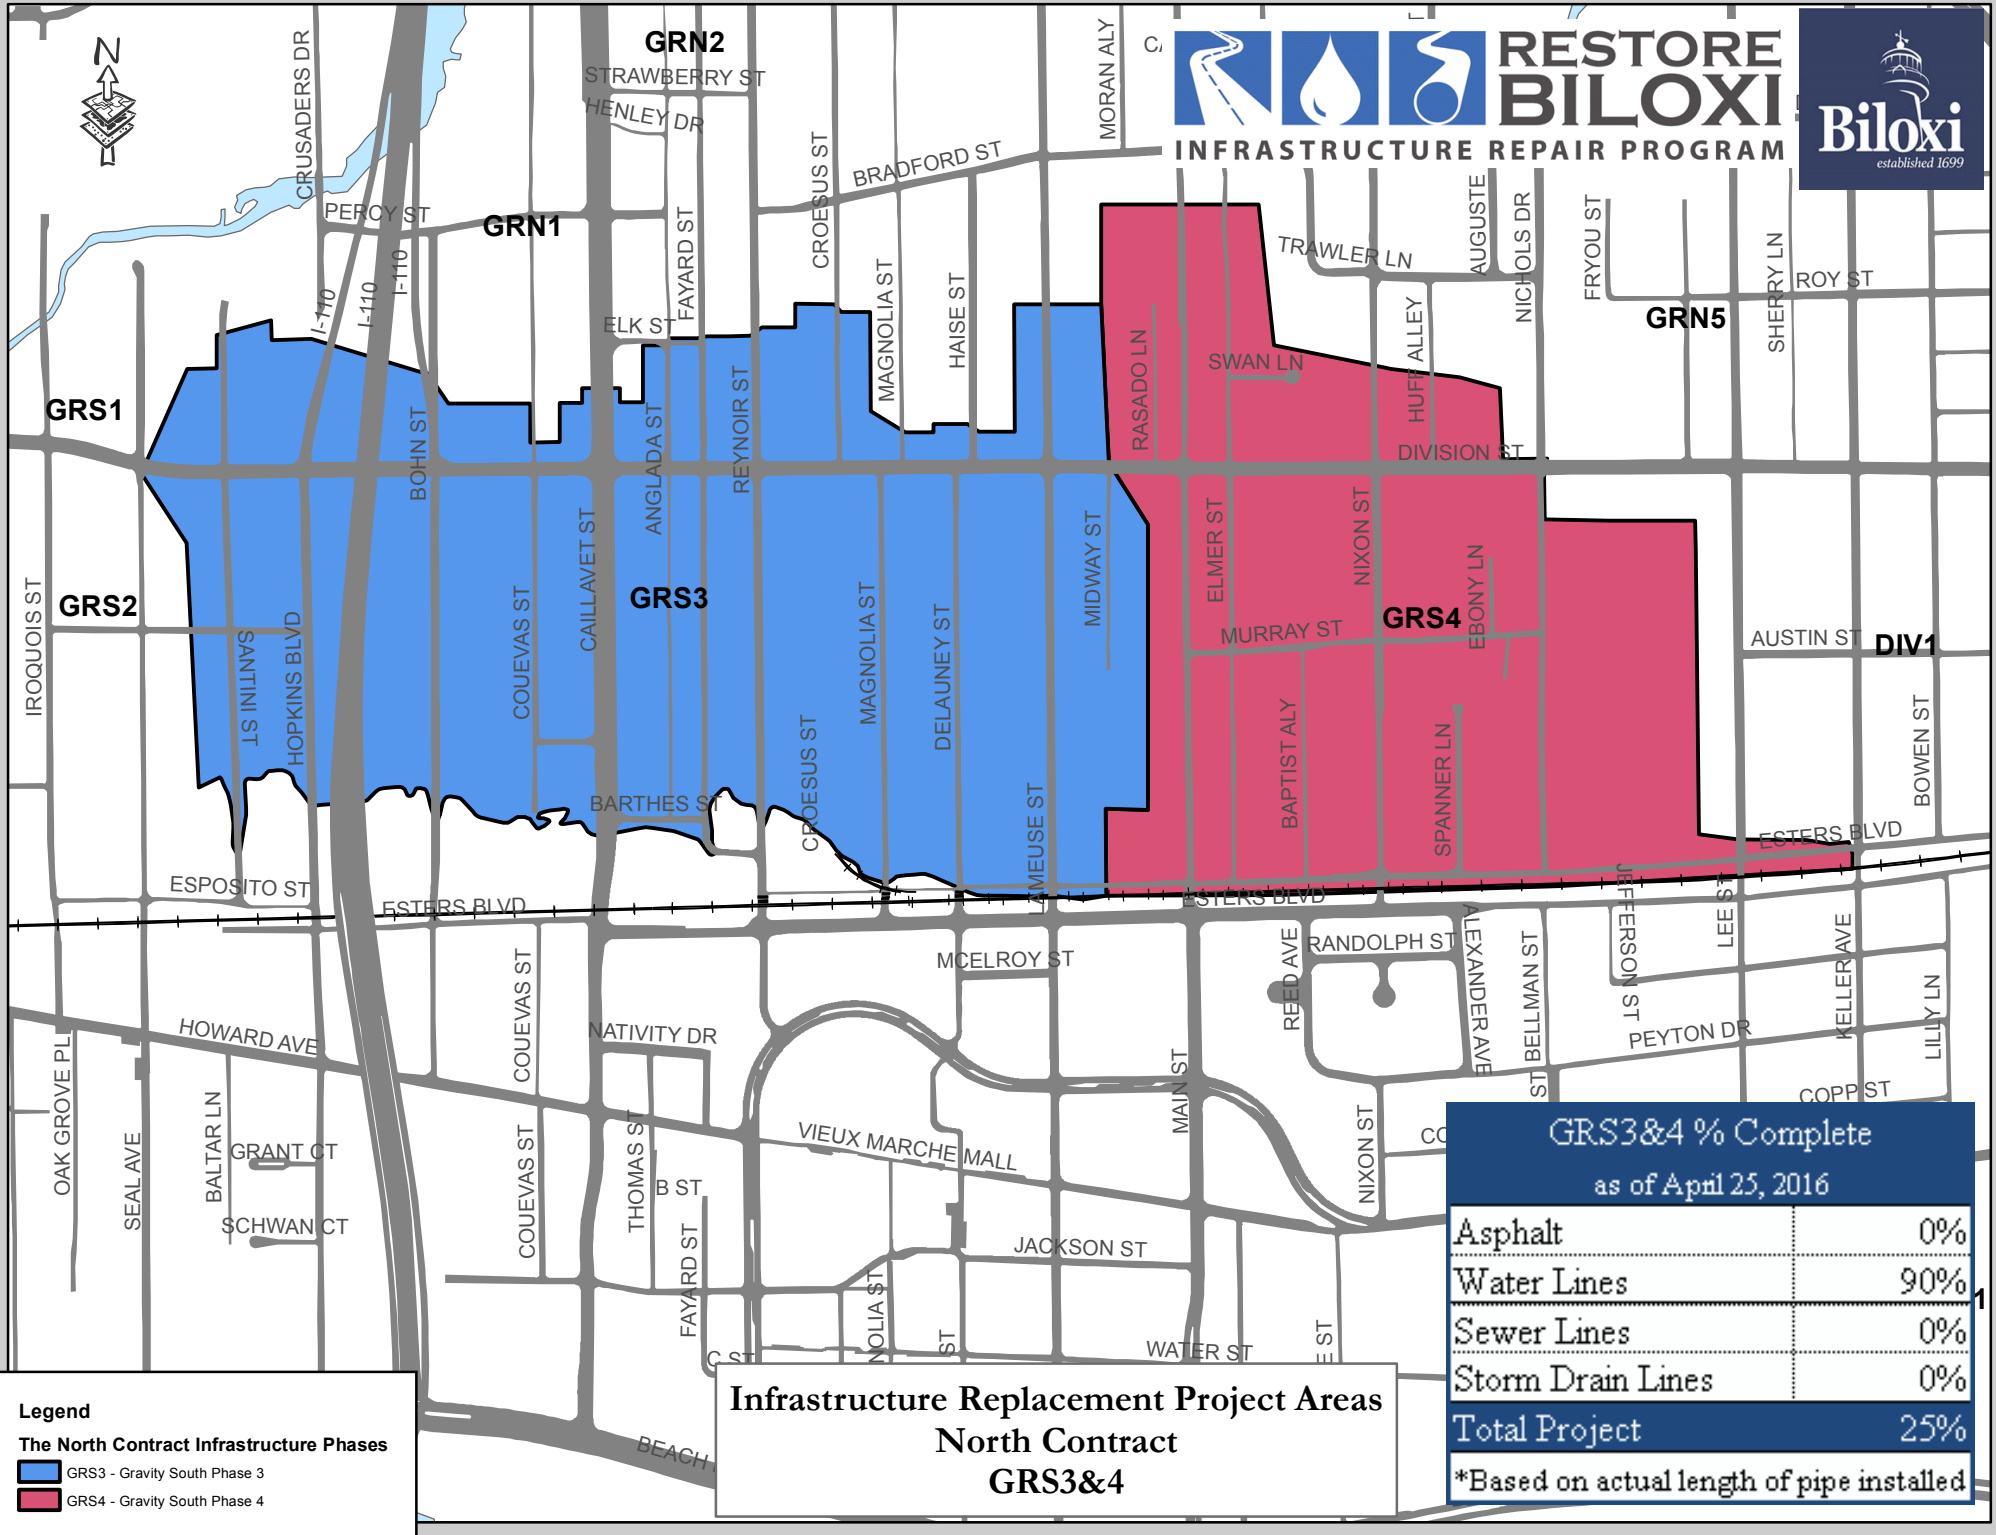 N
CRUSADERS DR
GRN2
STRAWBERRY ST
HENLEY DR
MORAN ALY
RESTORE
BILOXI
INFRASTRUCTURE REPAIR PROGRAM
Biloxi
established 1699
CROESUS ST
BRADFORD ST
PERCY ST
GRN1
FAYARD ST
I-110
I-110
I-110
ELK ST
MAGNOLIA ST
HAISE ST
TRAWLER LN
AUGUSTE
NICHOLS DR
FRYOU ST
SHERRY LN
ROY ST
GRN5
RASADO LN
SWAN LN
HUFF ALLEY
GRS1
BOHN ST
ANGLADA ST
REYNOIR ST
DIVISION ST
GRS2
IROQUOIS ST
SANTINI ST
HOPKINS BLVD
COUEVAS ST
CAILLAVET ST
GRS3
MAGNOLIA ST
DELAUNEY ST
MIDWAY ST
ELMER ST
NIXON ST
EBONY LN
GRS4
MURRAY ST
AUSTIN ST
DIV1
BOWEN ST
BAPTIST ALY
SPANNER LN
BARTHES ST
CROESUS ST
LAMEUSE ST
ESTERS BLVD
ESPOSITO ST
ESTERS BLVD
ESTERS BLVD
JEFFERSON ST
LEE ST
KELLER AVE
LILLY LN
MCELROY ST
REED AVE
RANDOLPH ST
ALEXANDER AVE
ST BELLMAN ST
PEYTON DR
COPP ST
HOWARD AVE
COUEVAS ST
NATIVITY DR
MAIN ST
NIXON ST
OAK GROVE PL
SEAL AVE
BALTAR LN
GRANT CT
SCHWAN CT
COUEVAS ST
THOMAS ST
B ST
FAYARD ST
VIEUX MARCHE MALL
JACKSON ST
NOLIA ST
ST
WATER ST
E ST
C ST
BEACH
GRS3&4 % Complete
as of April 25, 2016
Asphalt 0%
Water Lines 90%
Sewer Lines 0%
Storm Drain Lines 0%
Total Project 25%
*Based on actual length of pipe installed
1
Infrastructure Replacement Project Areas
North Contract
GRS3&4
Legend
The North Contract Infrastructure Phases
GRS3 - Gravity South Phase 3
GRS4 - Gravity South Phase 4